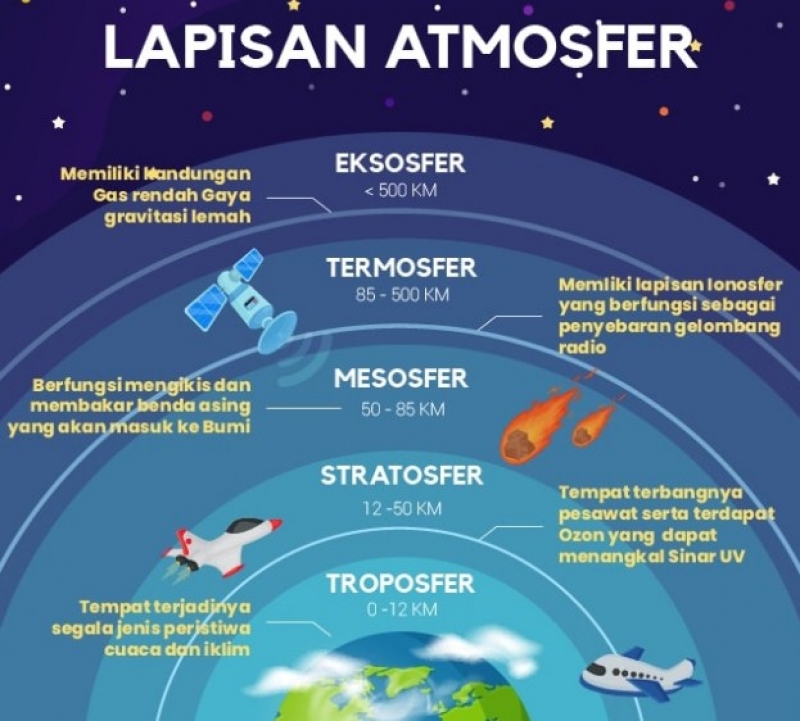 LAPISAN ATMOSFER
EKSOSFER
< 500 KM
Memiliki kandungan
Gas rendah Gaya
gravitasi lemah
TERMOSFER
85 - 500 KM
Memliki lapisan Ionosfer
yang berfungsi sebagai
penyebaran gelombang
radio
MESOSFER
50 - 85 KM
Berfungsi mengikis dan
membakar benda asing
yang akan masuk ke Bumi
STRATOSFER
12 -50 KM
Tempat terbangnya
pesawat serta terdapat
Ozon yang dapat
menangkal Sinar UV
TROPOSFER
0 -12 KM
Tempat terjadinya
segala jenis peristiwa
cuaca dan iklim